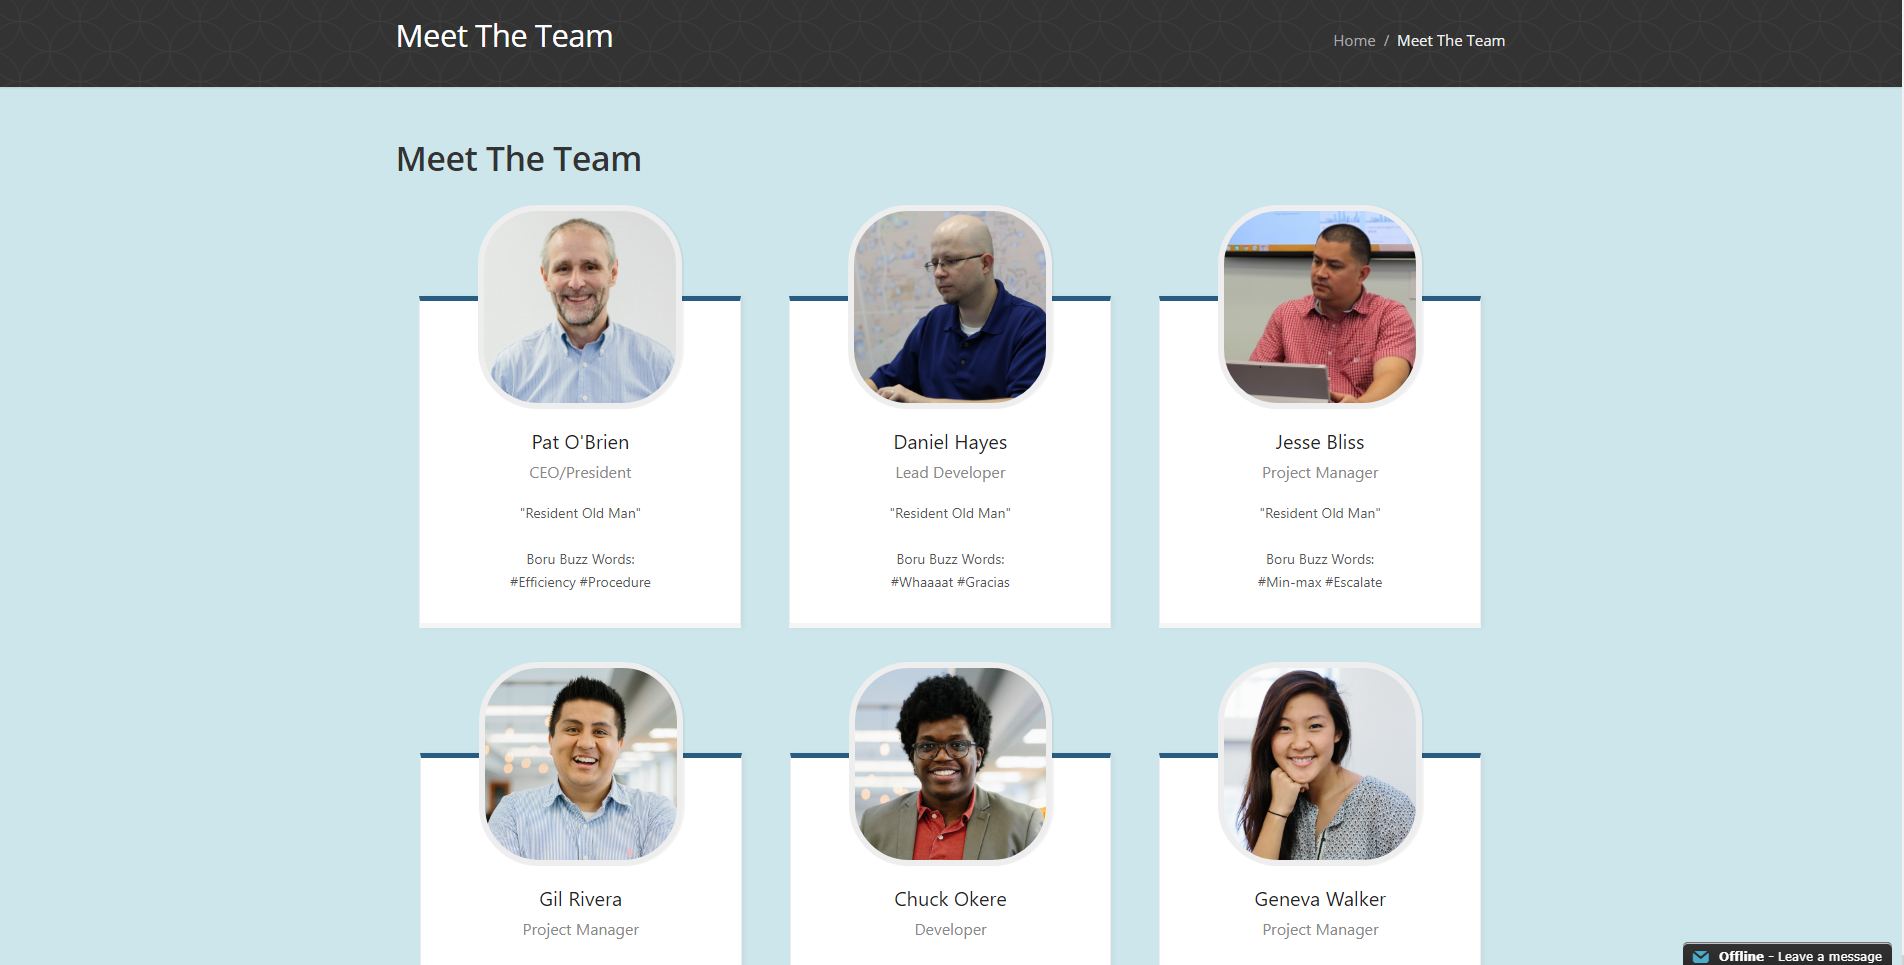 Meet The Team
Home / Meet The Team
Meet The Team
Pat O'Brien
CEO/President
"Resident Old Man"
Boru Buzz Words:
#Efficiency #Procedure
Daniel Hayes
Lead Developer
"Resident Old Man"
Boru Buzz Words:
#Whaaaat #Gracias
Jesse Bliss
Project Manager
"Resident Old Man"
Boru Buzz Words:
#Min-max #Escalate
Gil Rivera
Project Manager
Chuck Okere
Developer
Geneva Walker
Project Manager
Offline - Leave a message